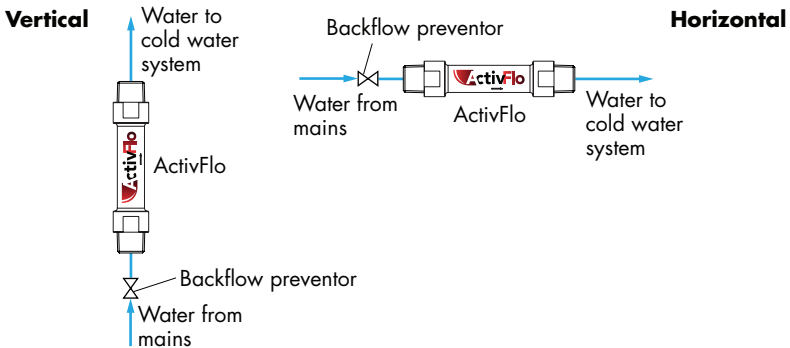 Vertical
Water to
cold water
system
ActivFlo
ActivFlo
Backflow preventor
Water from
mains
Horizontal
Backflow preventor
ActivFlo
Water from
mains
ActivFlo
Water to
cold water
system